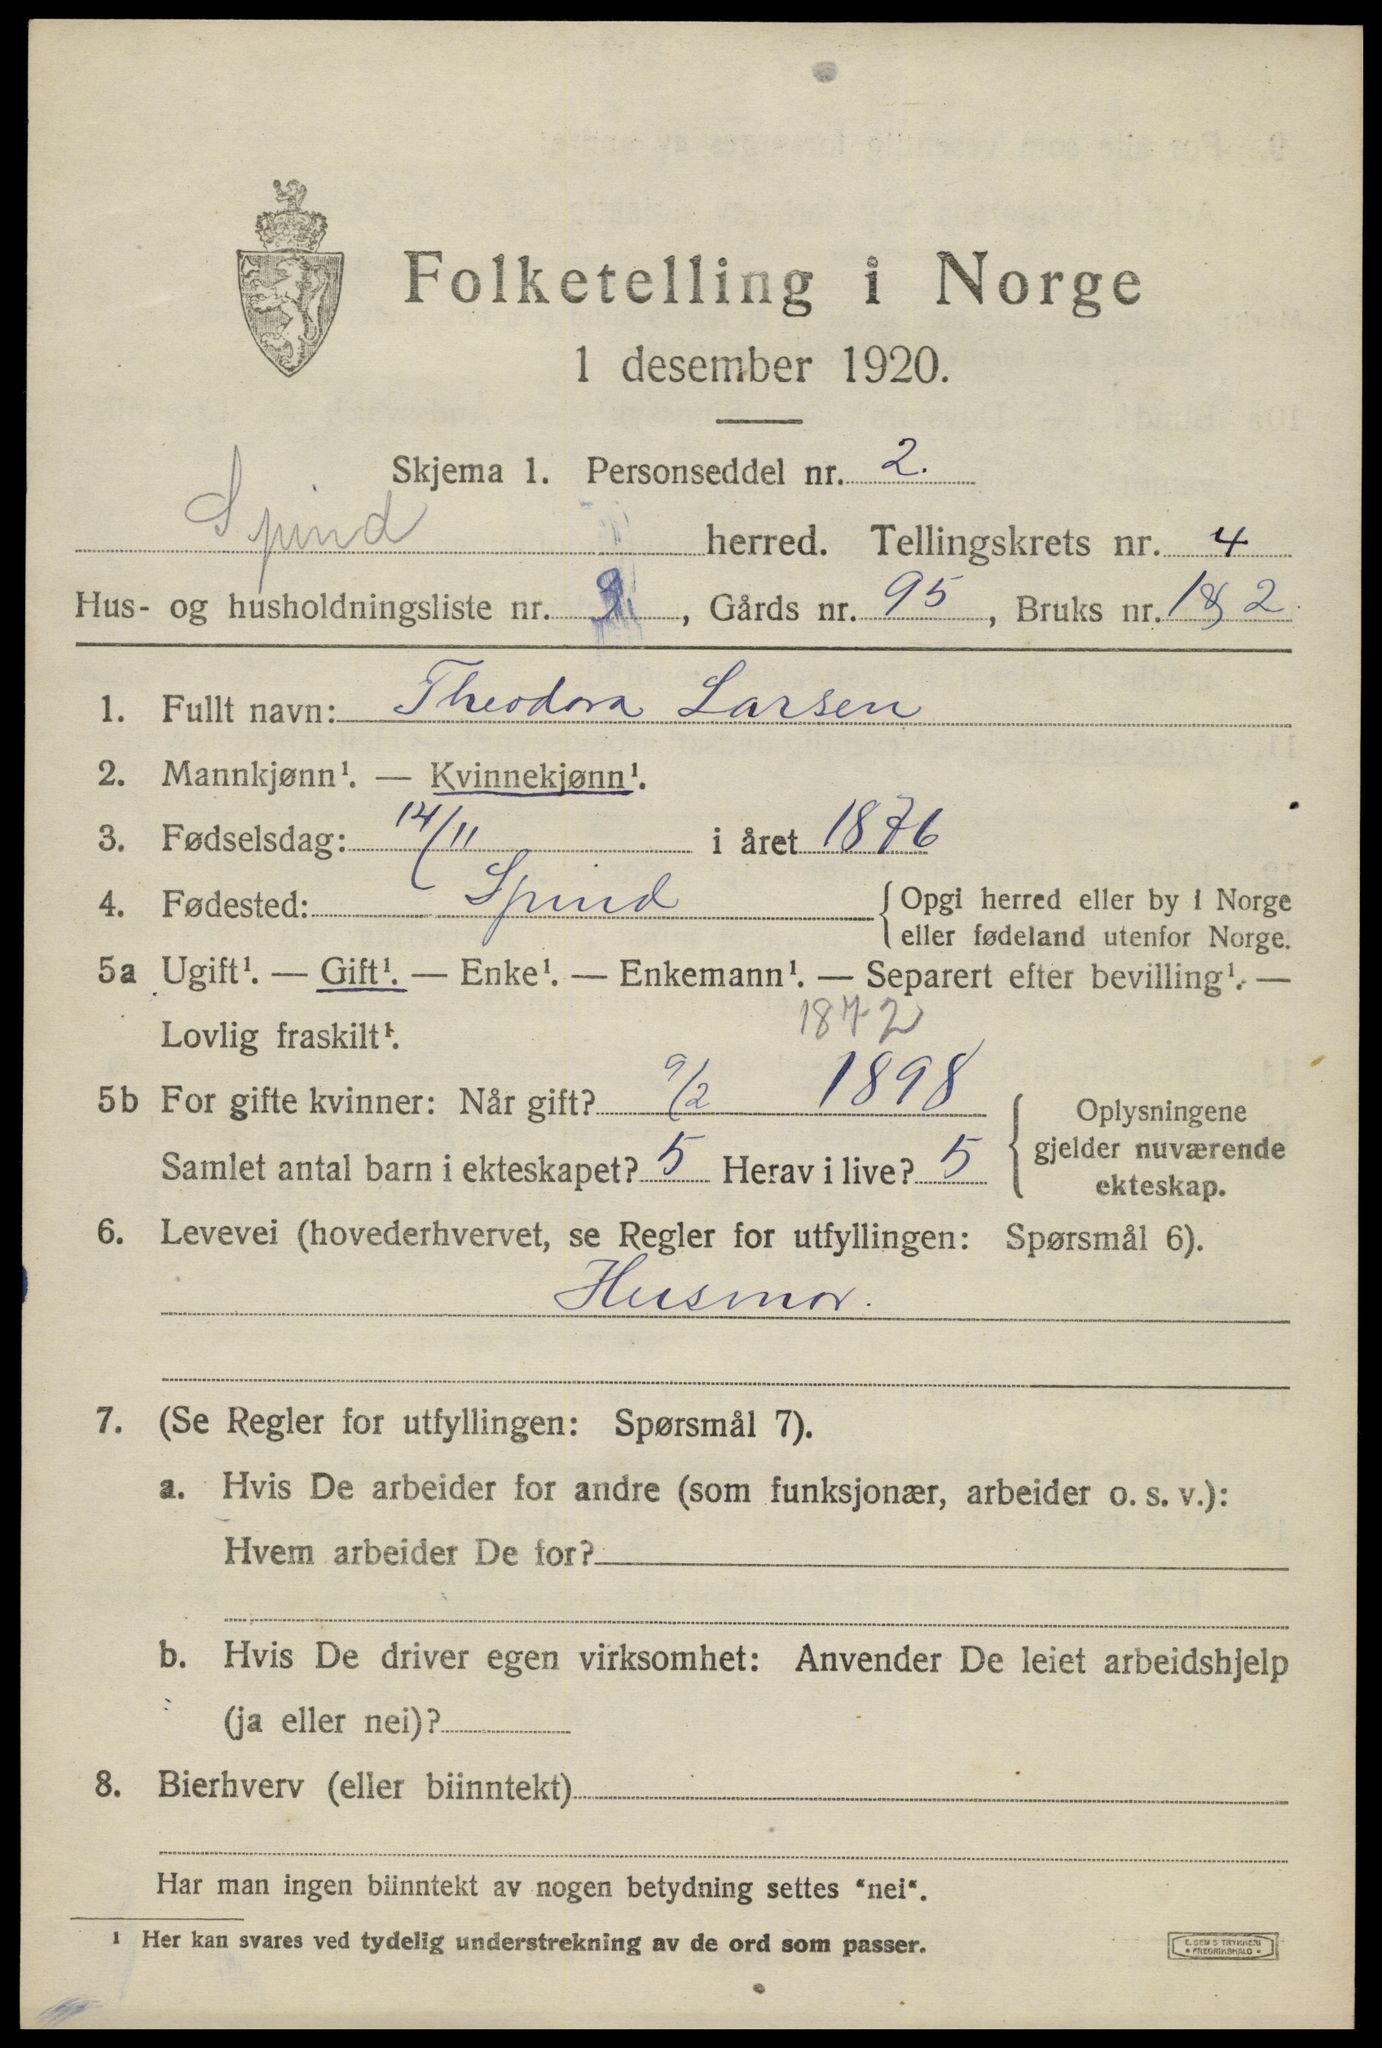 Folketelling i Norge
1 desember 1920.
Skjema 1. Personseddel nr. 2.
Spind herred. Tellingskrets nr. 4
Hus- og husholdningsliste nr. , Gårds nr. 95, Bruks nr. 2.
1. Fullt navn: Theodora Larsen
2. Mannkjønn¹. — Kvinnekjønn¹.
3. Fødselsdag: 14/11 i året 1876
4. Fødested: Spind { Opgi herred eller by i Norge
eller fødeland utenfor Norge.
5a Ugift¹. — Gift¹. — Enke¹. — Enkemann¹. — Separert efter bevilling¹. —
Lovlig fraskilt¹. 1872
5b For gifte kvinner: Når gift? 9/2 1898
Samlet antal barn i ekteskapet? 5 Herav i live? 5
{ Oplysningene
gjelder nuværende
ekteskap.
6. Levevei (hovederhvervet, se Regler for utfyllingen: Spørsmål 6).
Husmor.
7. (Se Regler for utfyllingen: Spørsmål 7).
a. Hvis De arbeider for andre (som funksjonær, arbeider o. s. v.):
Hvem arbeider De for?
b. Hvis De driver egen virksomhet: Anvender De leiet arbeidshjelp
(ja eller nei)?
8. Bierhverv (eller biinntekt)
Har man ingen biinntekt av nogen betydning settes "nei".
¹ Her kan svares ved tydelig understrekning av de ord som passer.
E. SEM'S TRYKKERI
• FREDRIKSHALD •